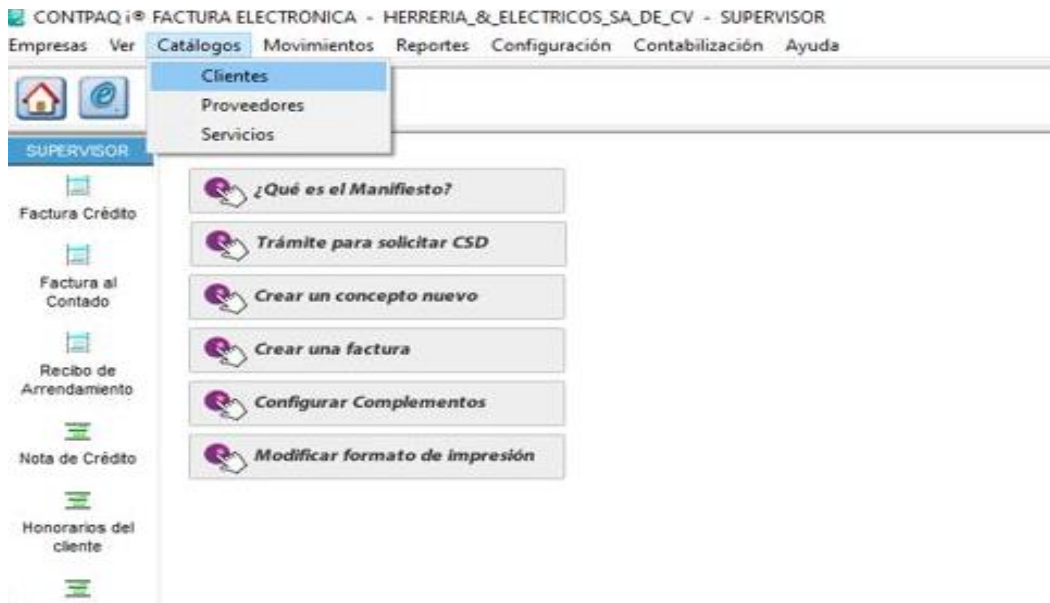 CONTPAQ i® FACTURA ELECTRÓNICA - HERRERIA_&_ELECTRICOS_SA_DE_CV - SUPERVISOR
Empresas Ver Catálogos Movimientos Reportes Configuración Contabilización Ayuda
Clientes
Proveedores
Servicios
SUPERVISOR
Factura Crédito
Factura al
Contado
Recibo de
Arrendamiento
Nota de Crédito
Honorarios del
cliente
¿Qué es el Manifiesto?
Trámite para solicitar CSD
Crear un concepto nuevo
Crear una factura
Configurar Complementos
Modificar formato de impresión